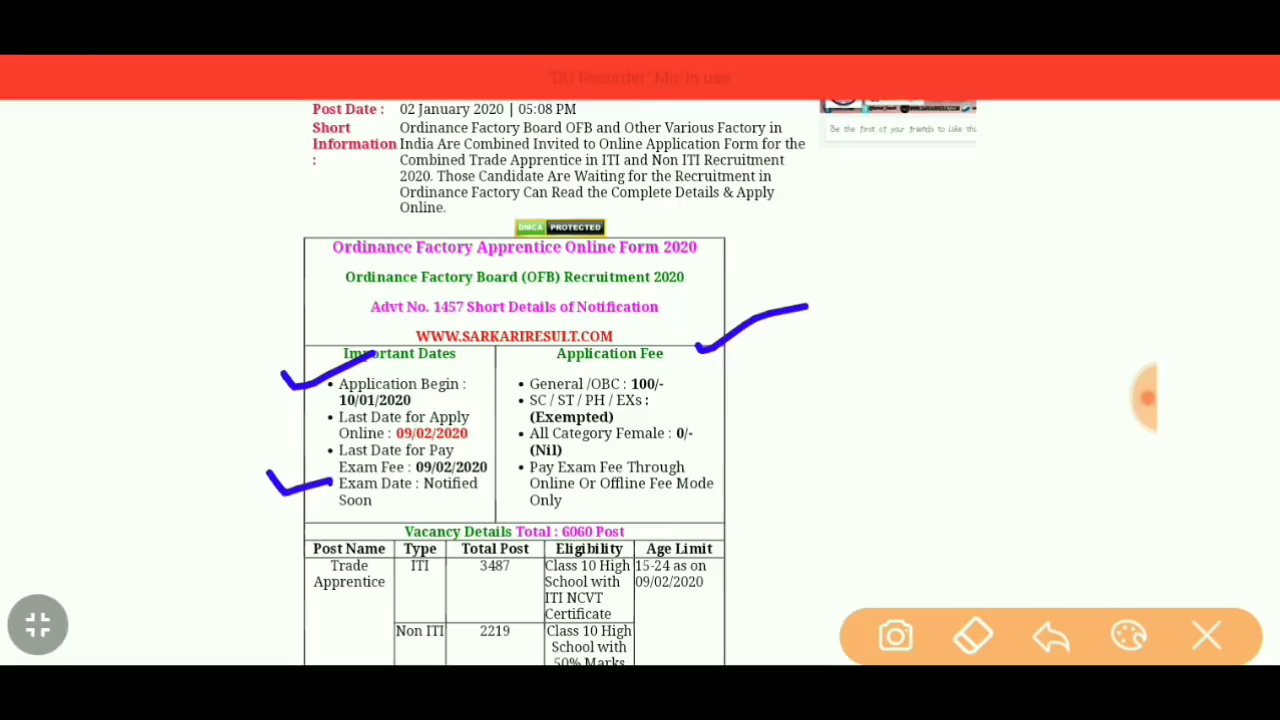 "DU Recorder" Mic in use
Post Date : 02 January 2020 | 05:08 PM
Short Information : Ordinance Factory Board OFB and Other Various Factory in
India Are Combined Invited to Online Application Form for the
Combined Trade Apprentice in ITI and Non ITI Recruitment
2020. Those Candidate Are Waiting for the Recruitment in
Ordinance Factory Can Read the Complete Details & Apply
Online.
Be the first of your friends to like this
DMCA PROTECTED
Ordinance Factory Apprentice Online Form 2020
Ordinance Factory Board (OFB) Recruitment 2020
Advt No. 1457 Short Details of Notification
WWW.SARKARIRESULT.COM
Important Dates
• Application Begin :
10/01/2020
• Last Date for Apply
Online : 09/02/2020
• Last Date for Pay
Exam Fee : 09/02/2020
Exam Date : Notified
Soon
Application Fee
• General /OBC : 100/-
• SC / ST / PH / EXs :
(Exempted)
• All Category Female : 0/-
(Nil)
• Pay Exam Fee Through
Online Or Offline Fee Mode
Only
Vacancy Details Total : 6060 Post
Post Name Type Total Post Eligibility Age Limit
Trade Apprentice
ITI 3487
Class 10 High
School with
ITI NCVT
Certificate
15-24 as on
09/02/2020
Non ITI 2219
Class 10 High
School with
50% Marks